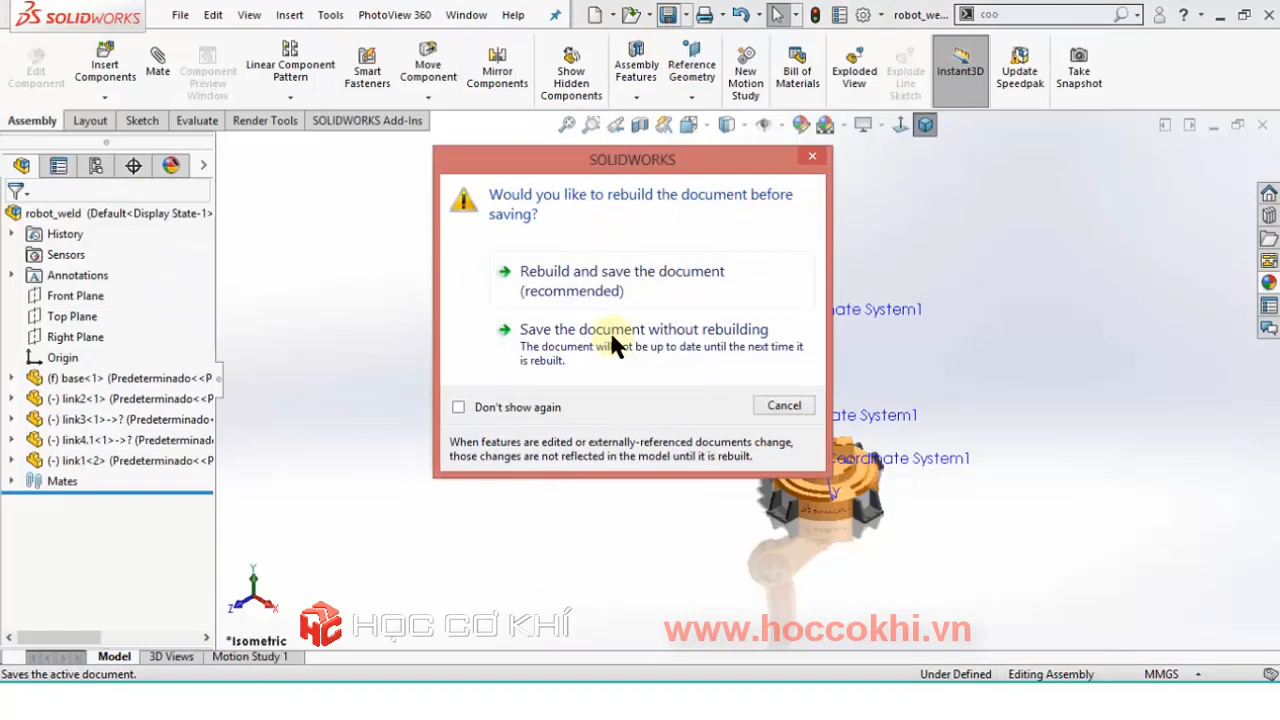 SOLIDWORKS
File Edit View Insert Tools PhotoView 360 Window Help
robot_we...
coo
Edit Component
Insert Components
Mate
Component Preview Window
Linear Component Pattern
Smart Fasteners
Move Component
Mirror Components
Show Hidden Components
Assembly Features
Reference Geometry
New Motion Study
Bill of Materials
Exploded View
Explode Line Sketch
Instant3D
Update Speedpak
Take Snapshot
Assembly Layout Sketch Evaluate Render Tools SOLIDWORKS Add-Ins
robot_weld (Default<Display State-1>
History
Sensors
Annotations
Front Plane
Top Plane
Right Plane
Origin
(f) base<1> (Predeterminado<<P
(-) link2<1> (Predeterminado<<P
(-) link3<1>->? (Predeterminado<
(-) link4.1<1>->? (Predeterminado
(-) link1<2> (Predeterminado<<P
Mates
SOLIDWORKS
Would you like to rebuild the document before
saving?
Rebuild and save the document
(recommended)
Save the document without rebuilding
The document will not be up to date until the next time it
is rebuilt.
Don't show again
Cancel
When features are edited or externally-referenced documents change,
those changes are not reflected in the model until it is rebuilt.
nate System1
ate System1
Coordinate System1
Y
Y
Z
X
*Isometric
HỌC CƠ KHÍ
www.hoccokhi.vn
Model 3D Views Motion Study 1
Saves the active document.
Under Defined Editing Assembly MMGS